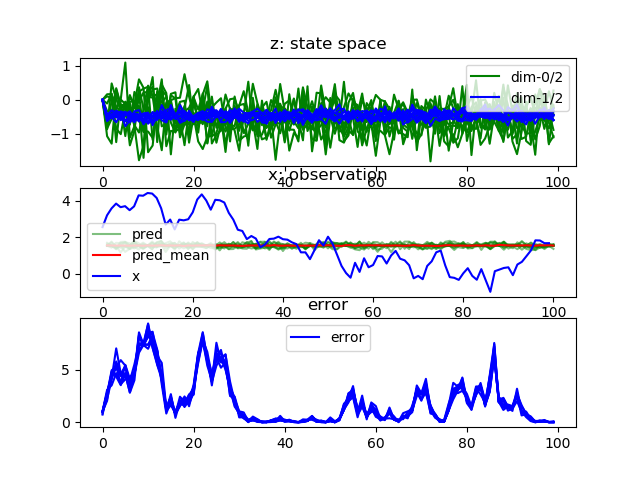 z: state space
1
0
−1
dim-0/2
dim-1/2
0 20 40 60 80 100
x: observation
4
2
0
pred
pred_mean
x
0 20 40 60 80 100
error
5
0
error
0 20 40 60 80 100